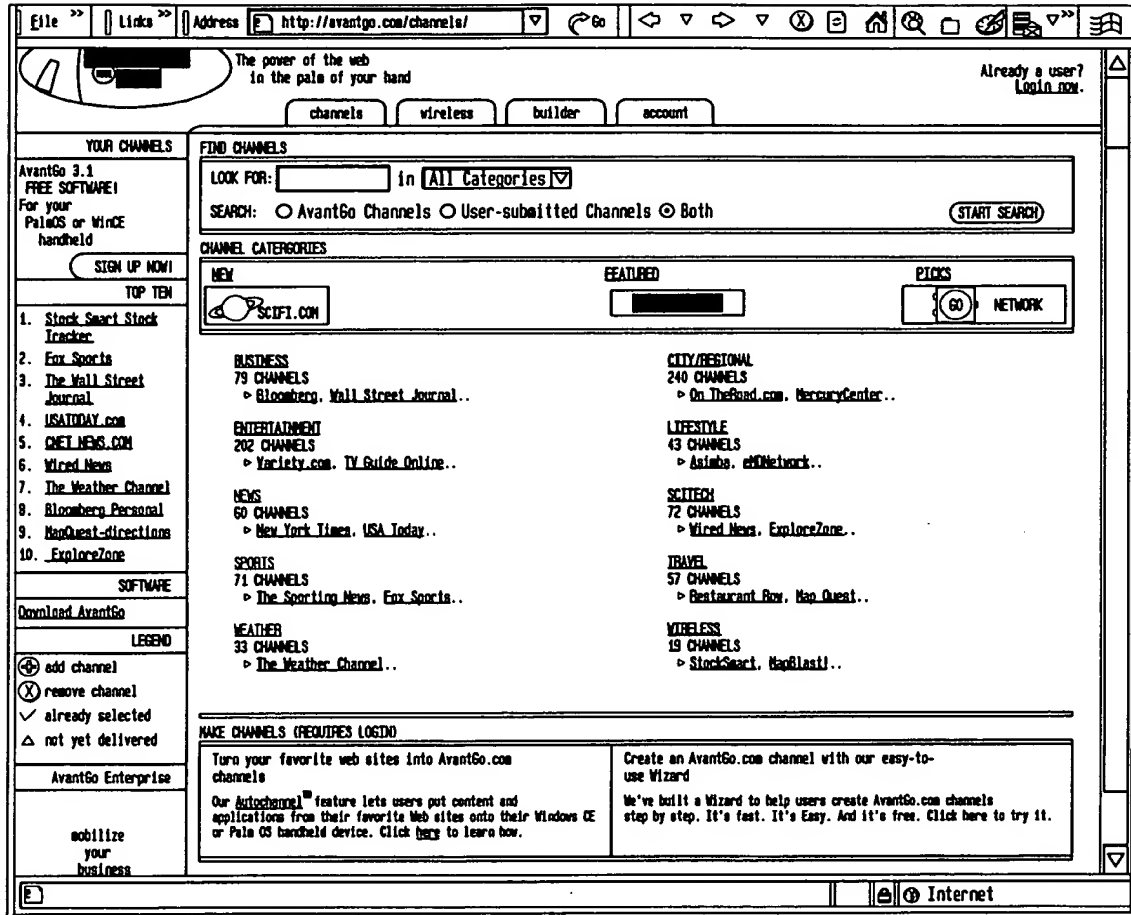 File >> Links >> Address http://avantgo.com/channels/ Go
The power of the web
in the palm of your hand
Already a user?
Login now.
channels wireless builder account
YOUR CHANNELS
AvantGo 3.1
FREE SOFTWARE!
For your
PalmOS or WinCE
handheld
SIGN UP NOW!
TOP TEN
1. Stock Smart Stock
Tracker
2. Fox Sports
3. The Wall Street
Journal
4. USATODAY.com
5. CNET NEWS.COM
6. Wired News
7. The Weather Channel
8. Bloomberg Personal
9. MapQuest-directions
10. ExploreZone
SOFTWARE
Download AvantGo
LEGEND
add channel
remove channel
already selected
not yet delivered
AvantGo Enterprise
mobilize
your
business
FIND CHANNELS
LOOK FOR: in All Categories
SEARCH: AvantGo Channels User-submitted Channels Both START SEARCH
CHANNEL CATERGORIES
NEW FEATURED PICKS
SCIFI.COM GO NETWORK
BUSINESS
79 CHANNELS
Bloomberg, Wall Street Journal..
CITY/REGIONAL
240 CHANNELS
On TheRoad.com, MercuryCenter..
ENTERTAINMENT
202 CHANNELS
Variety.com, TV Guide Online..
LIFESTYLE
43 CHANNELS
Asimba, eMDNetwork..
NEWS
60 CHANNELS
New York Times, USA Today..
SCITECH
72 CHANNELS
Wired News, ExploreZone..
SPORTS
71 CHANNELS
The Sporting News, Fox Sports..
TRAVEL
57 CHANNELS
Restaurant Row, Map Quest..
WEATHER
33 CHANNELS
The Weather Channel..
WIRELESS
19 CHANNELS
StockSmart, MapBlast!..
MAKE CHANNELS (REQUIRES LOGIN)
Turn your favorite web sites into AvantGo.com
channels
Our Autochannel™ feature lets users put content and
applications from their favorite Web sites onto their Windows CE
or Palm OS handheld device. Click here to learn how.
Create an AvantGo.com channel with our easy-to-
use Wizard
We've built a Wizard to help users create AvantGo.com channels
step by step. It's fast. It's Easy. And it's free. Click here to try it.
Internet